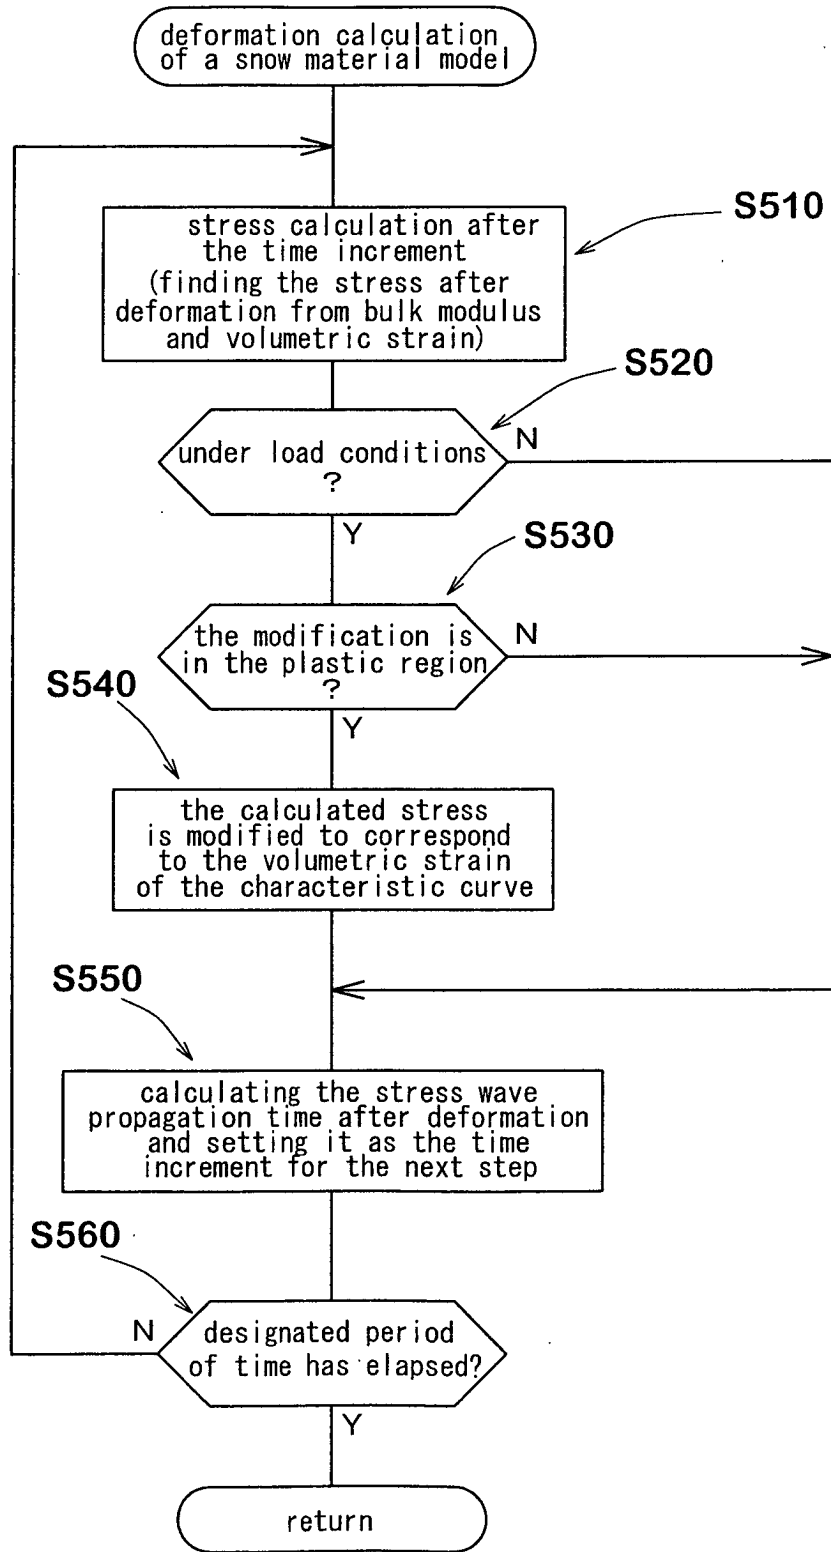 deformation calculation
of a snow material model
stress calculation after
the time increment
(finding the stress after
deformation from bulk modulus
and volumetric strain)
S510
S520
under load conditions
?
N
Y
S530
the modification is
in the plastic region
?
N
Y
S540
the calculated stress
is modified to correspond
to the volumetric strain
of the characteristic curve
S550
calculating the stress wave
propagation time after deformation
and setting it as the time
increment for the next step
S560
N
designated period
of time has elapsed?
Y
return